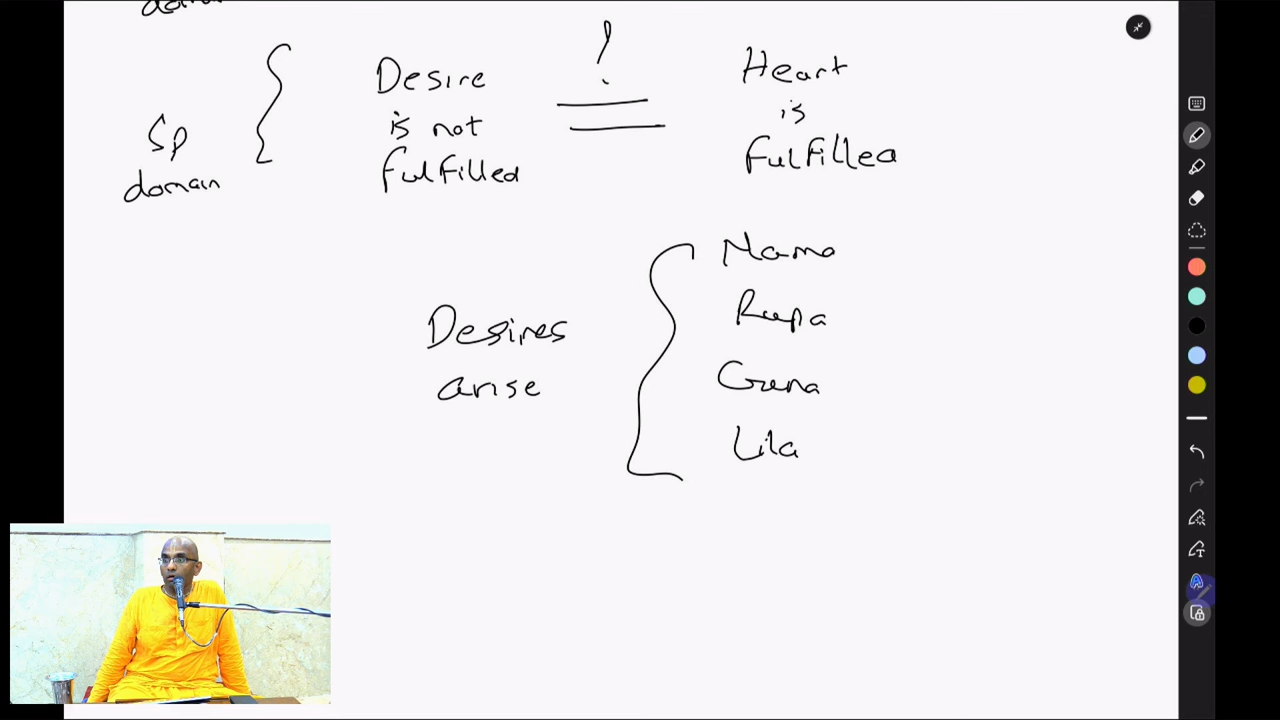 Sp
domain
Desire
is not
fulfilled
?
Heart
is
fulfilled
Desires
arise
Nama
Rupa
Guna
Lila